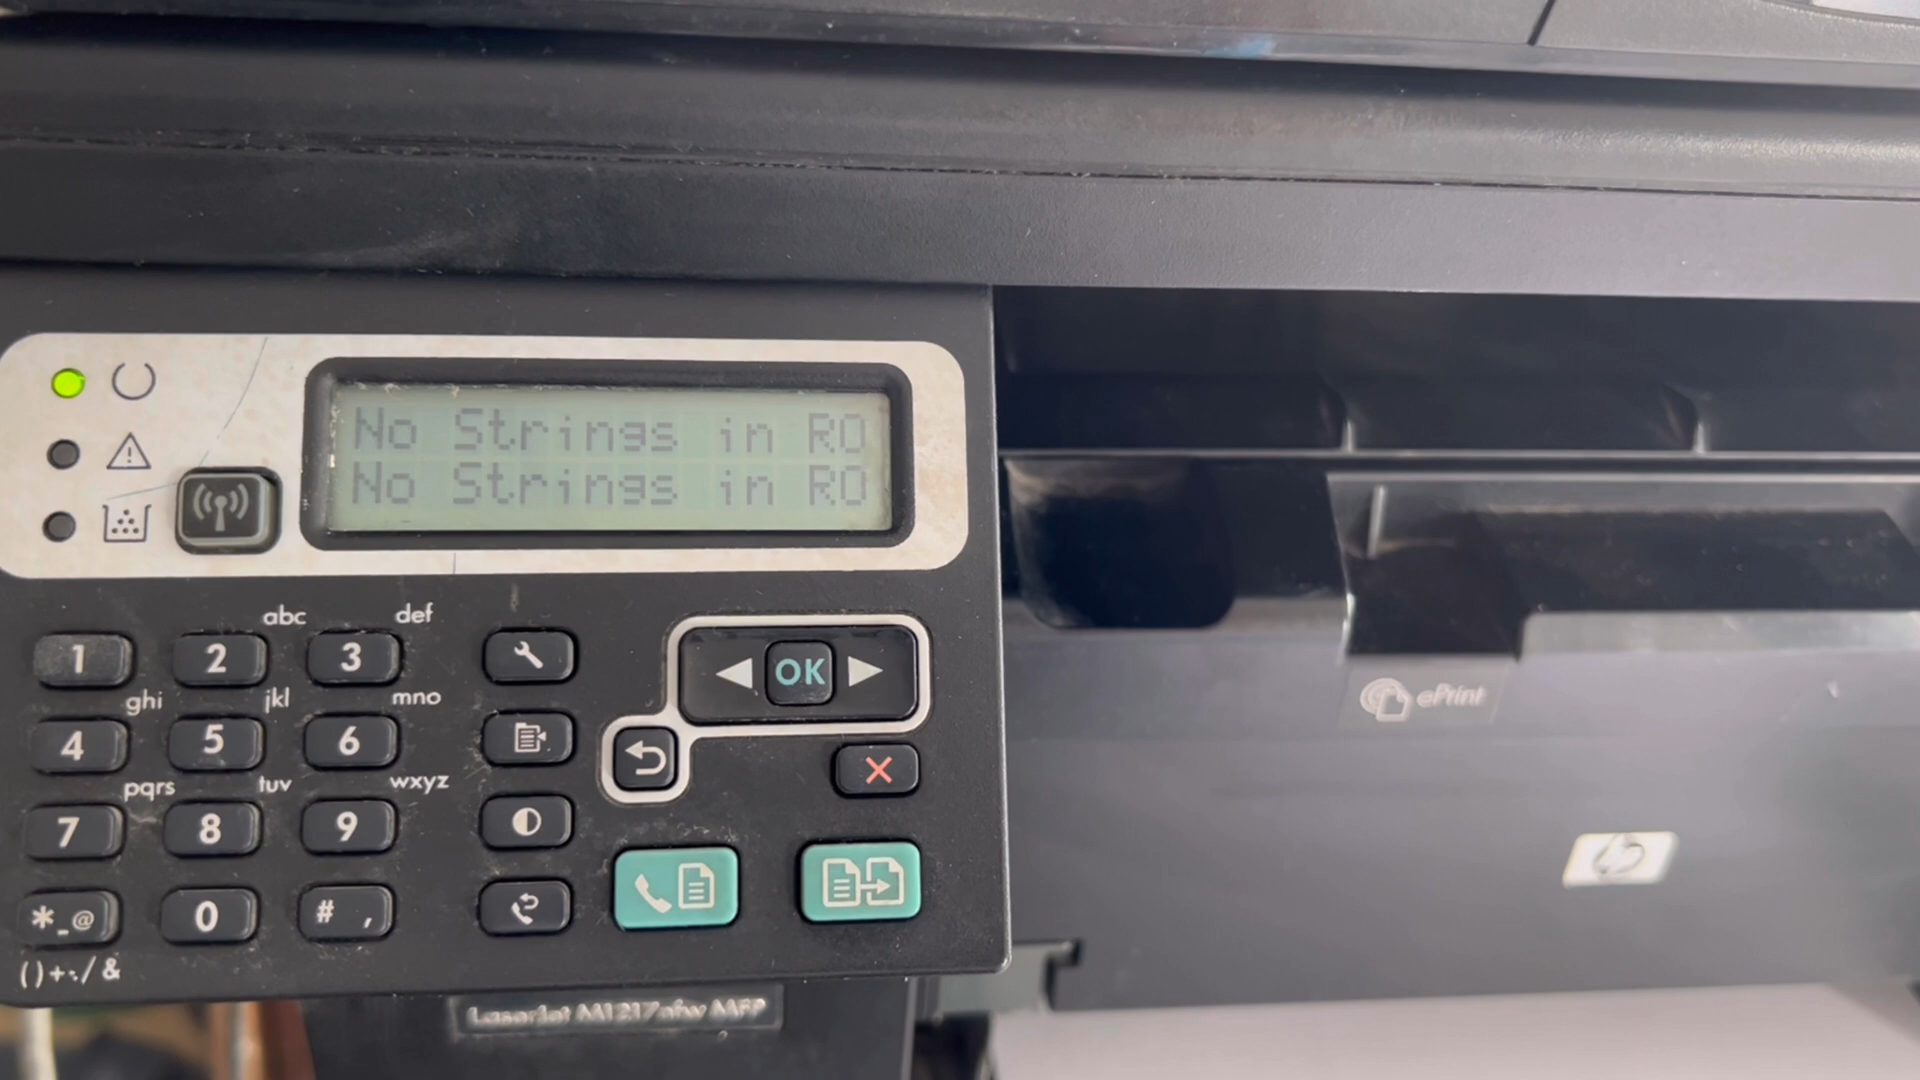 No Strings in RO
No Strings in RO
abc
def
1
2
3
ghi
jkl
mno
OK
4
5
6
ePrint
pqrs
tuv
wxyz
7
8
9
hp
*_@
0
# ,
()+-./ &
LaserJet M1217nfw MFP